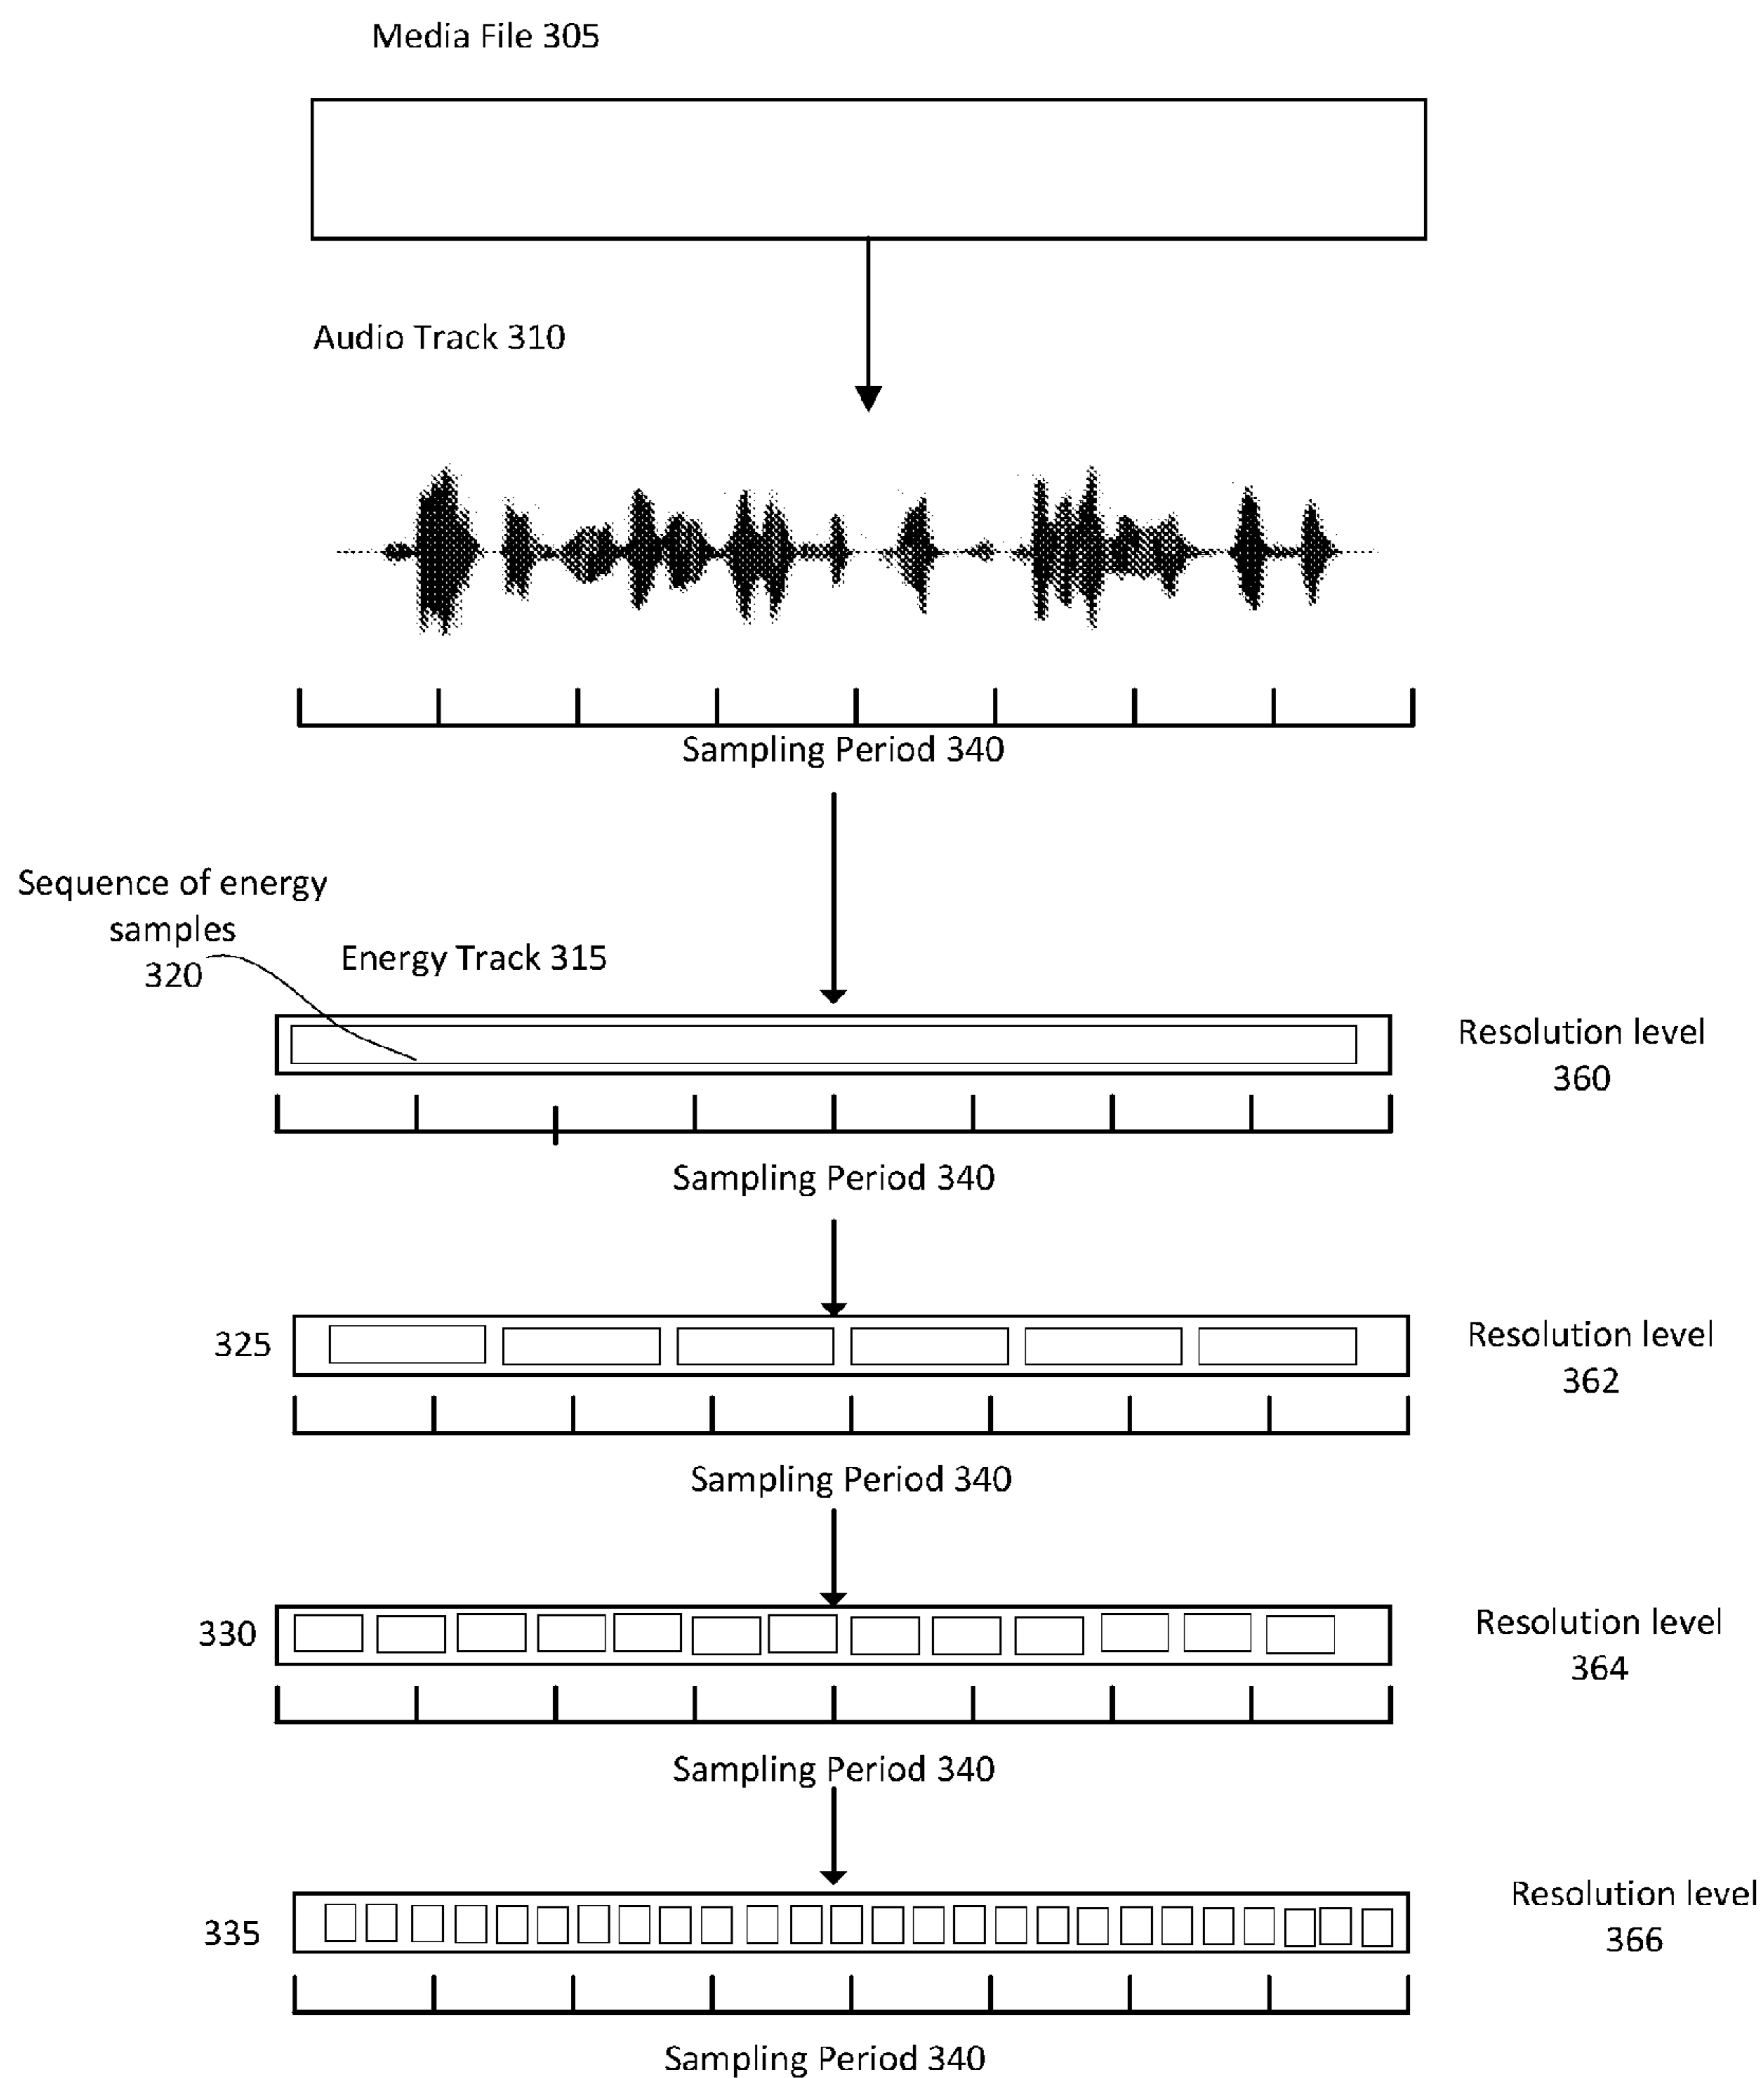 Media File 305
Audio Track 310
Sampling Period 340
Sequence of energy
samples
320
Energy Track 315
Resolution level
360
Sampling Period 340
325
Resolution level
362
Sampling Period 340
330
Resolution level
364
Sampling Period 340
335
Resolution level
366
Sampling Period 340